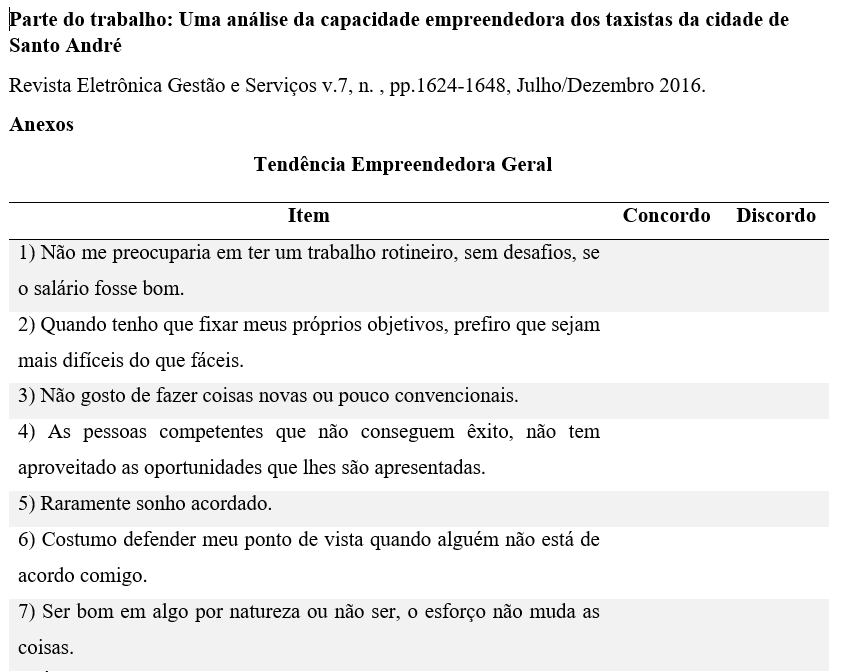 Parte do trabalho: Uma análise da capacidade empreendedora dos taxistas da cidade de
Santo André
Revista Eletrônica Gestão e Serviços v.7, n. , pp.1624-1648, Julho/Dezembro 2016.
Anexos
Tendência Empreendedora Geral
Item Concordo Discordo
1) Não me preocuparia em ter um trabalho rotineiro, sem desafios, se
o salário fosse bom.
2) Quando tenho que fixar meus próprios objetivos, prefiro que sejam
mais difíceis do que fáceis.
3) Não gosto de fazer coisas novas ou pouco convencionais.
4) As pessoas competentes que não conseguem êxito, não tem
aproveitado as oportunidades que lhes são apresentadas.
5) Raramente sonho acordado.
6) Costumo defender meu ponto de vista quando alguém não está de
acordo comigo.
7) Ser bom em algo por natureza ou não ser, o esforço não muda as
coisas.